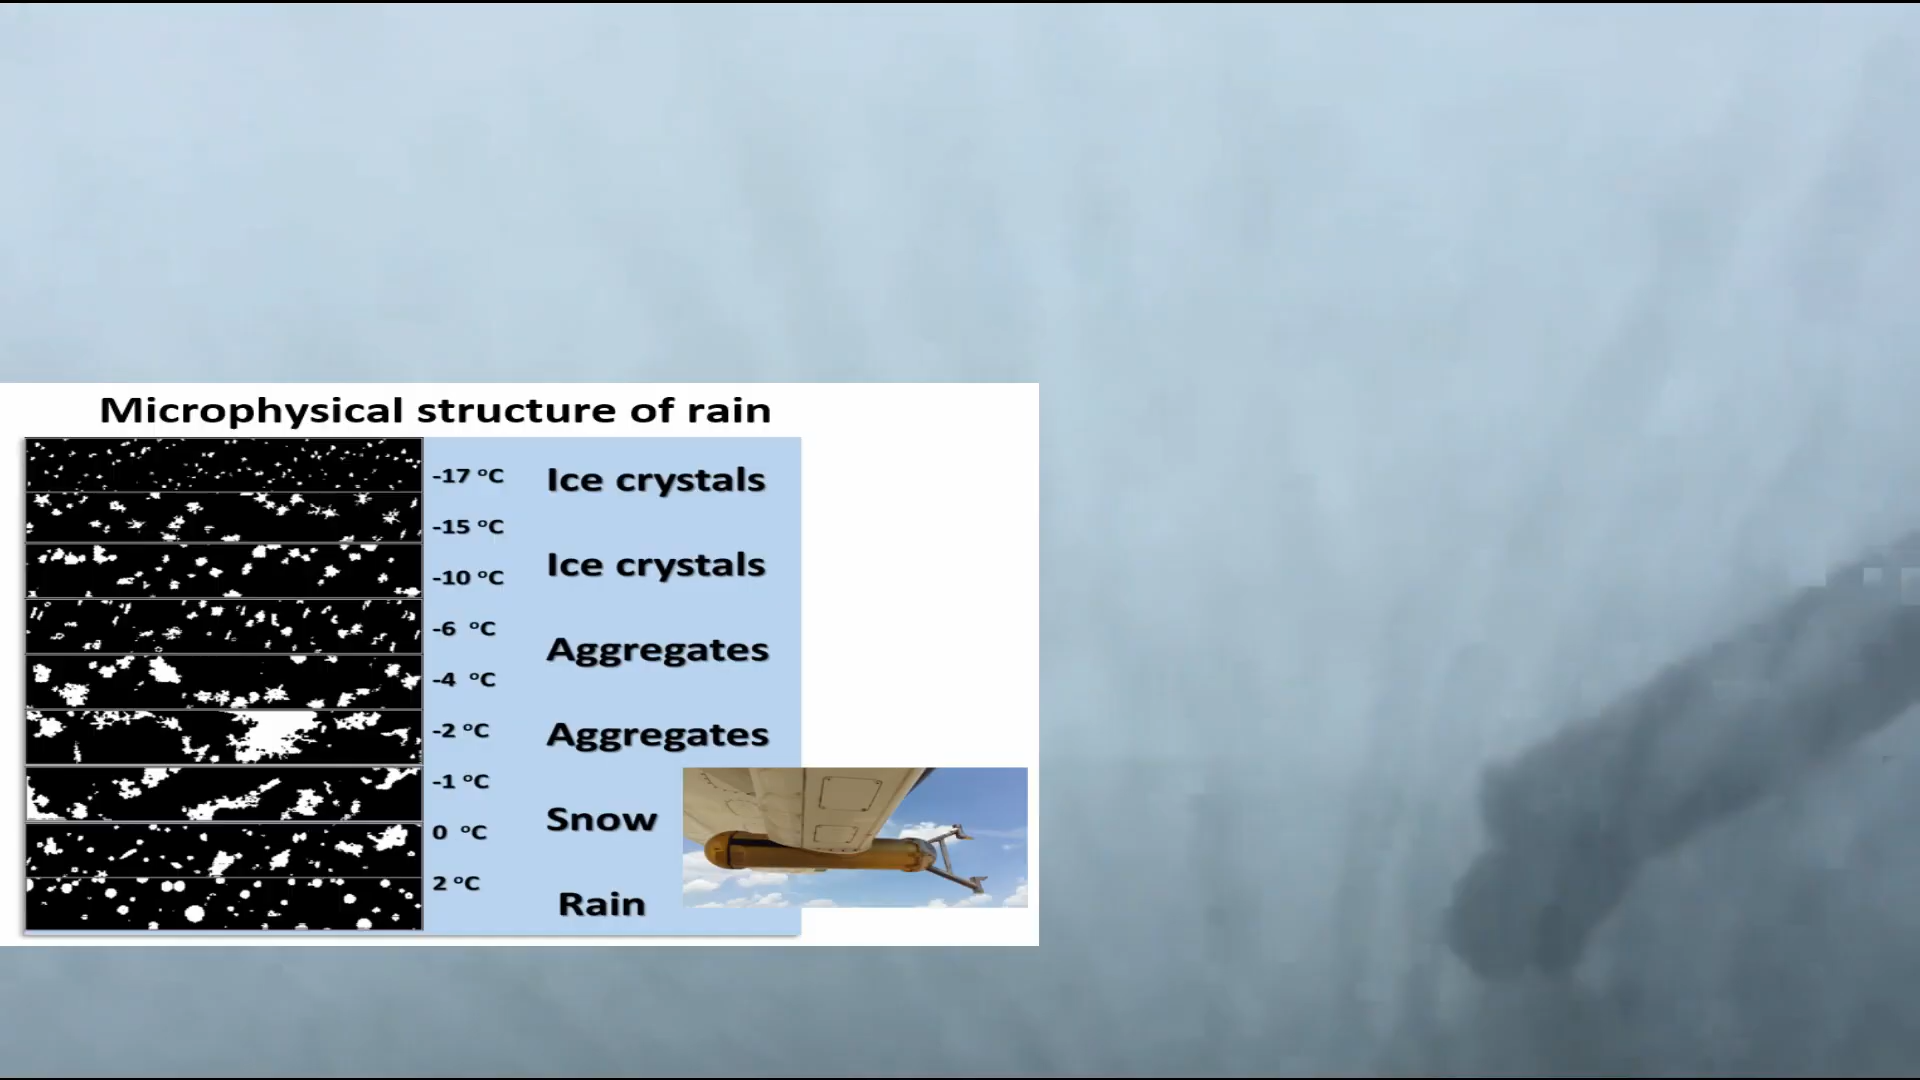 Microphysical structure of rain
-17 °C
Ice crystals
-15 °C
Ice crystals
-10 °C
-6 °C
Aggregates
-4 °C
-2 °C
Aggregates
-1 °C
Snow
0 °C
2 °C
Rain